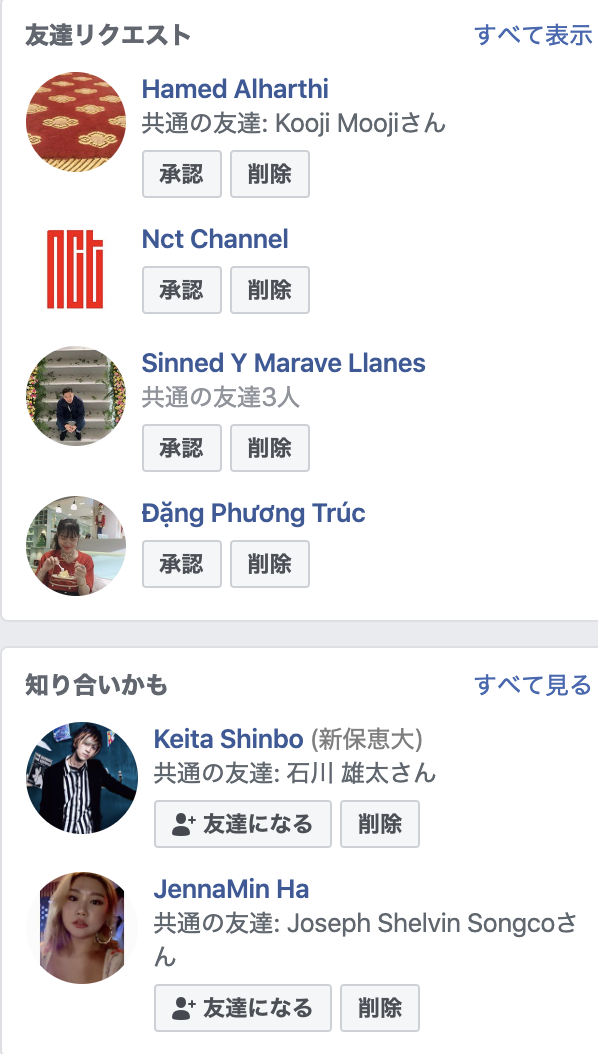 友達リクエスト すべて表示
Hamed Alharthi
共通の友達: Kooji Moojiさん
承認 削除
nct
Nct Channel
承認 削除
Sinned Y Marave Llanes
共通の友達3人
承認 削除
Đặng Phương Trúc
承認 削除
知り合いかも すべて見る
Keita Shinbo (新保恵大)
共通の友達: 石川 雄太さん
友達になる 削除
JennaMin Ha
共通の友達: Joseph Shelvin Songcoさ
ん
友達になる 削除